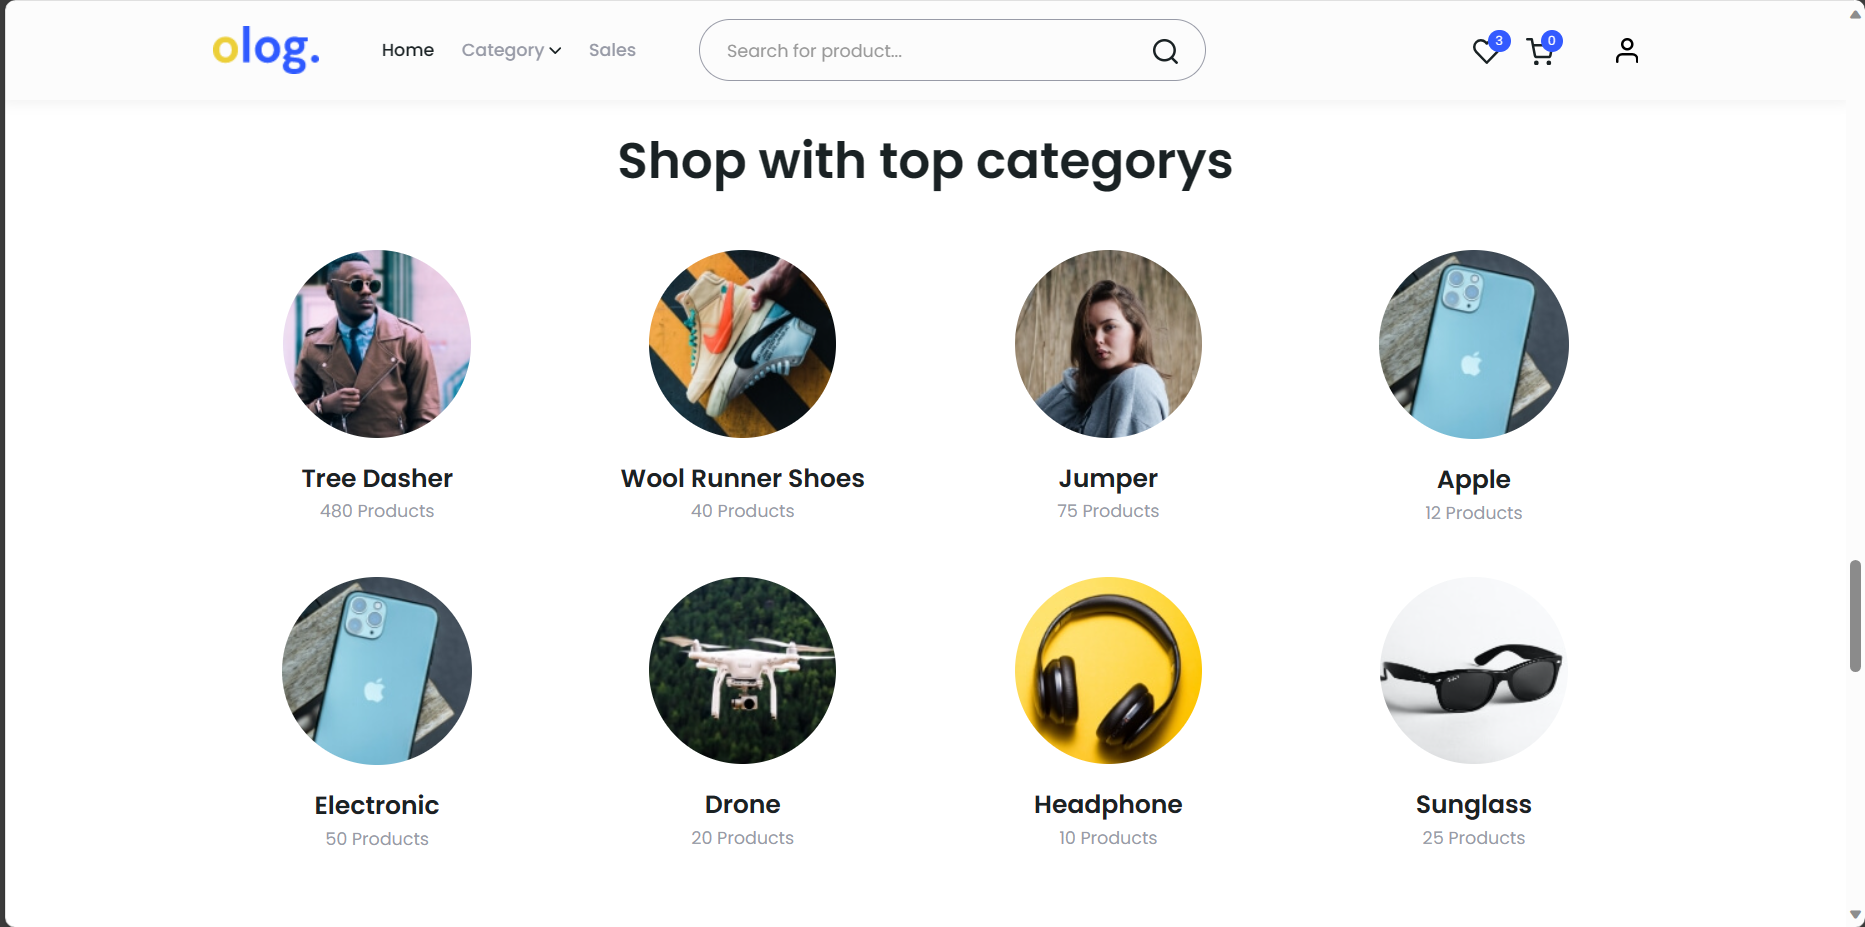 olog.
Home
Category
Sales
Search for product...
3
0
Shop with top categorys
Tree Dasher
480 Products
Wool Runner Shoes
40 Products
Jumper
75 Products
Apple
12 Products
Electronic
50 Products
Drone
20 Products
Headphone
10 Products
Sunglass
25 Products